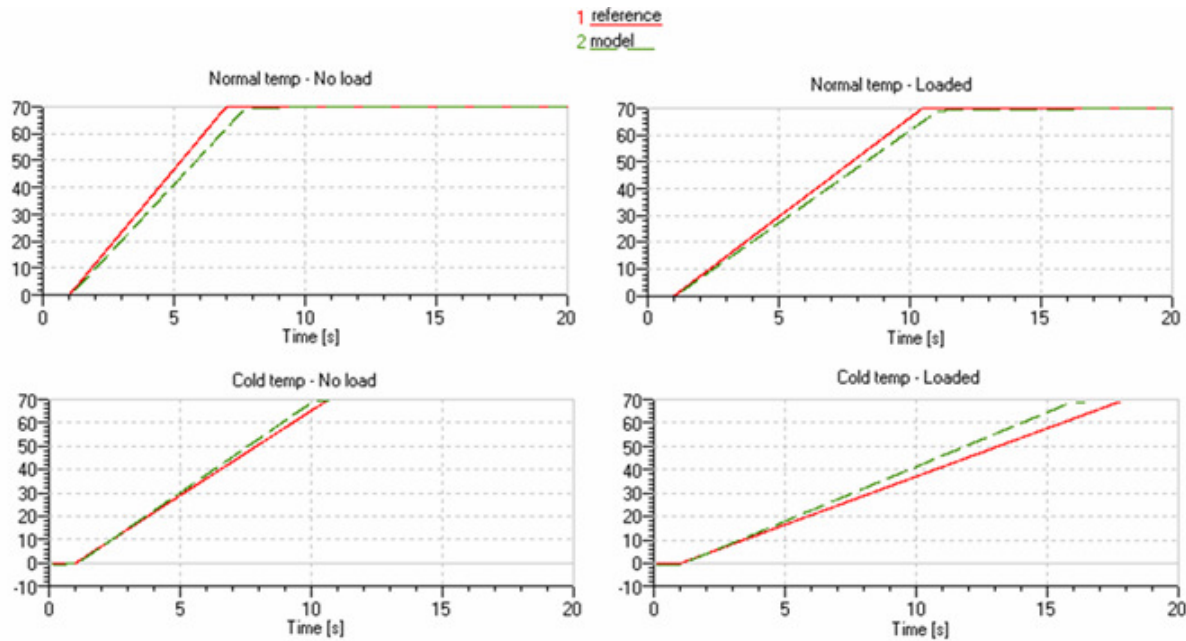 1 reference
2 model
Normal temp - No load
70
60
50
40
30
20
10
0
0 5 10 15 20
Time [s]
Normal temp - Loaded
70
60
50
40
30
20
10
0
0 5 10 15 20
Time [s]
Cold temp - No load
70
60
50
40
30
20
10
0
-10
0 5 10 15 20
Time [s]
Cold temp - Loaded
70
60
50
40
30
20
10
0
-10
0 5 10 15 20
Time [s]